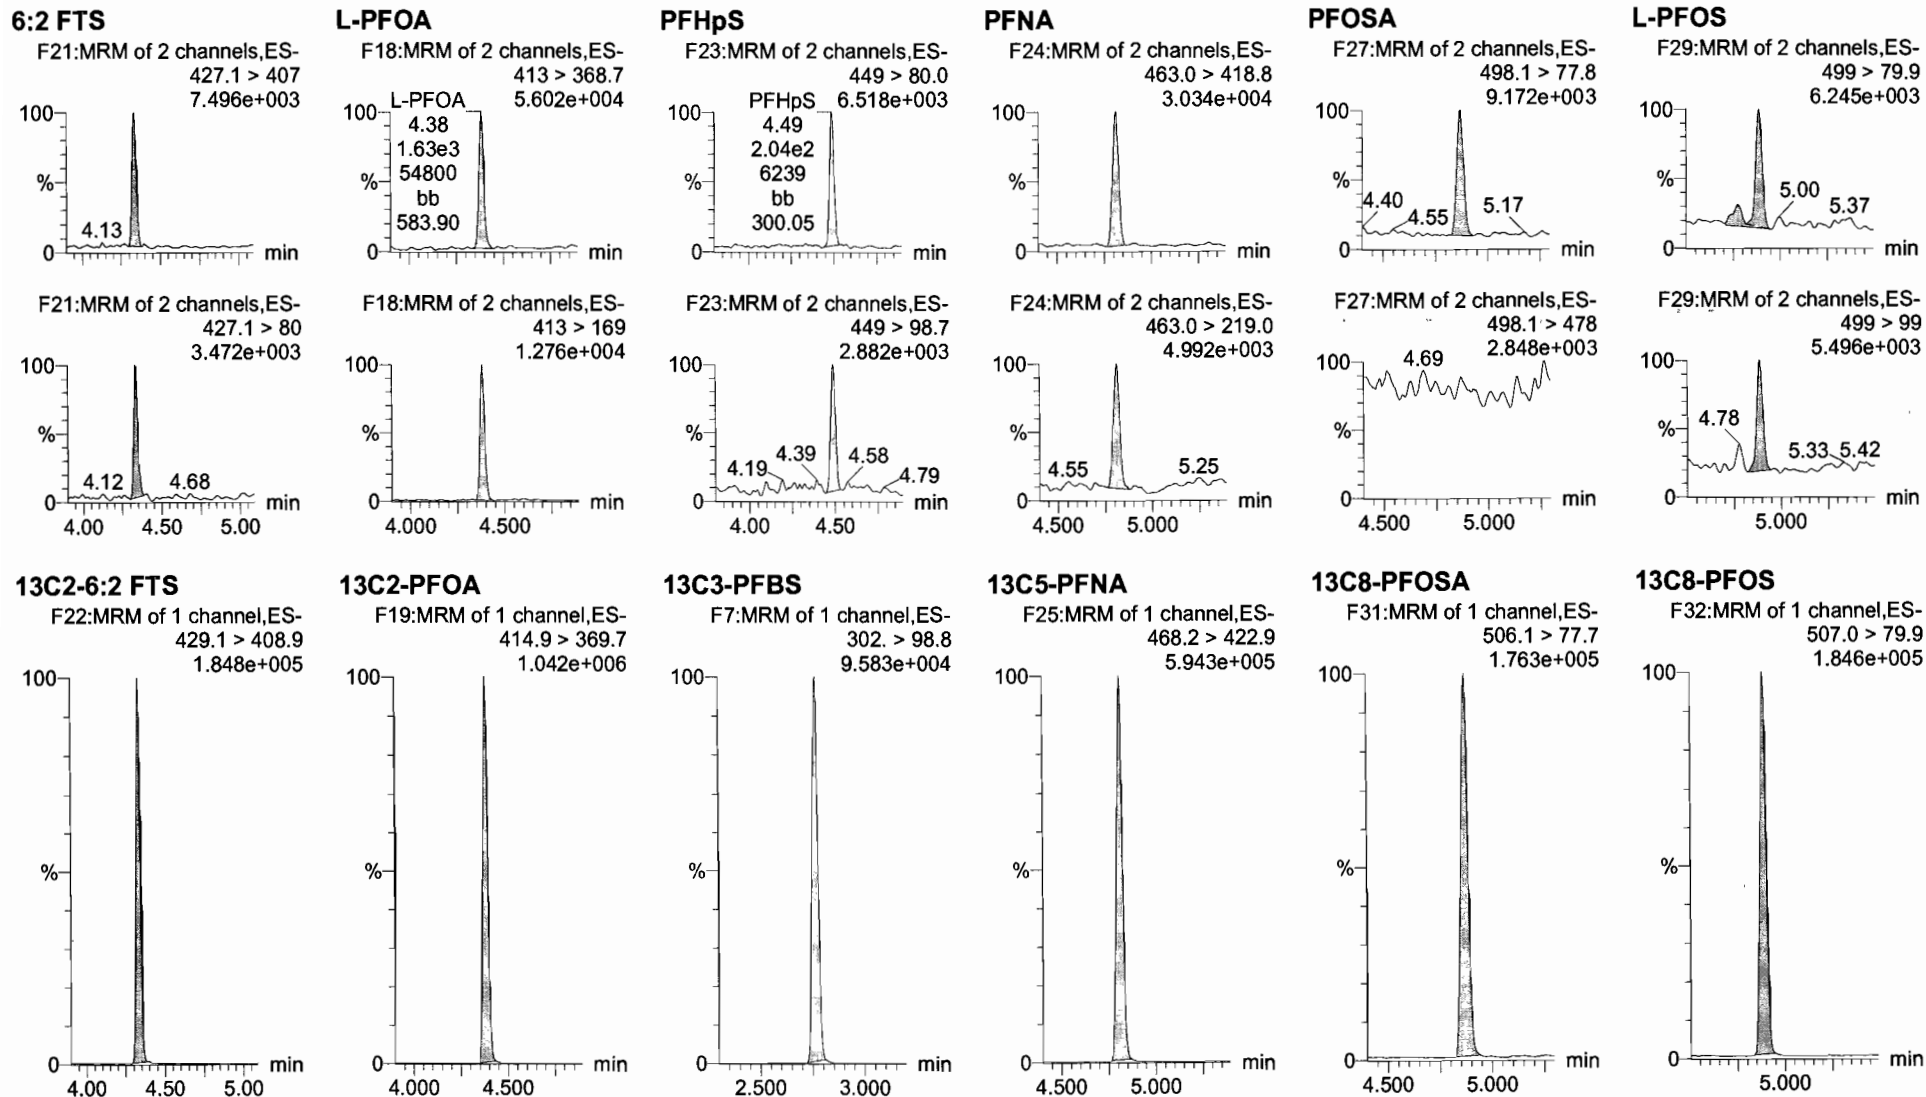 6:2 FTS
F21:MRM of 2 channels,ES-
427.1 > 407
7.496e+003
100
%
4.13
0
min
L-PFOA
F18:MRM of 2 channels,ES-
413 > 368.7
5.602e+004
L-PFOA
4.38
1.63e3
54800
bb
583.90
100
%
0
min
PFHpS
F23:MRM of 2 channels,ES-
449 > 80.0
6.518e+003
PFHpS
4.49
2.04e2
6239
bb
300.05
100
%
0
min
PFNA
F24:MRM of 2 channels,ES-
463.0 > 418.8
3.034e+004
100
%
0
min
PFOSA
F27:MRM of 2 channels,ES-
498.1 > 77.8
9.172e+003
100
%
4.40
4.55
5.17
0
min
L-PFOS
F29:MRM of 2 channels,ES-
499 > 79.9
6.245e+003
100
%
5.00
5.37
0
min
F21:MRM of 2 channels,ES-
427.1 > 80
3.472e+003
100
%
4.12
4.68
0
min
4.00
4.50
5.00
F18:MRM of 2 channels,ES-
413 > 169
1.276e+004
100
%
0
min
4.000
4.500
F23:MRM of 2 channels,ES-
449 > 98.7
2.882e+003
100
%
4.19
4.39
4.58
4.79
0
min
4.00
4.50
F24:MRM of 2 channels,ES-
463.0 > 219.0
4.992e+003
100
%
4.55
5.25
0
min
4.500
5.000
F27:MRM of 2 channels,ES-
498.1 > 478
2.848e+003
100
4.69
%
0
min
4.500
5.000
F29:MRM of 2 channels,ES-
499 > 99
5.496e+003
100
4.78
%
5.33
5.42
0
min
5.000
13C2-6:2 FTS
F22:MRM of 1 channel,ES-
429.1 > 408.9
1.848e+005
100
%
0
min
4.00
4.50
5.00
13C2-PFOA
F19:MRM of 1 channel,ES-
414.9 > 369.7
1.042e+006
100
%
0
min
4.000
4.500
13C3-PFBS
F7:MRM of 1 channel,ES-
302. > 98.8
9.583e+004
100
%
0
min
2.500
3.000
13C5-PFNA
F25:MRM of 1 channel,ES-
468.2 > 422.9
5.943e+005
100
%
0
min
4.500
5.000
13C8-PFOSA
F31:MRM of 1 channel,ES-
506.1 > 77.7
1.763e+005
100
%
0
min
4.500
5.000
13C8-PFOS
F32:MRM of 1 channel,ES-
507.0 > 79.9
1.846e+005
100
%
0
min
5.000